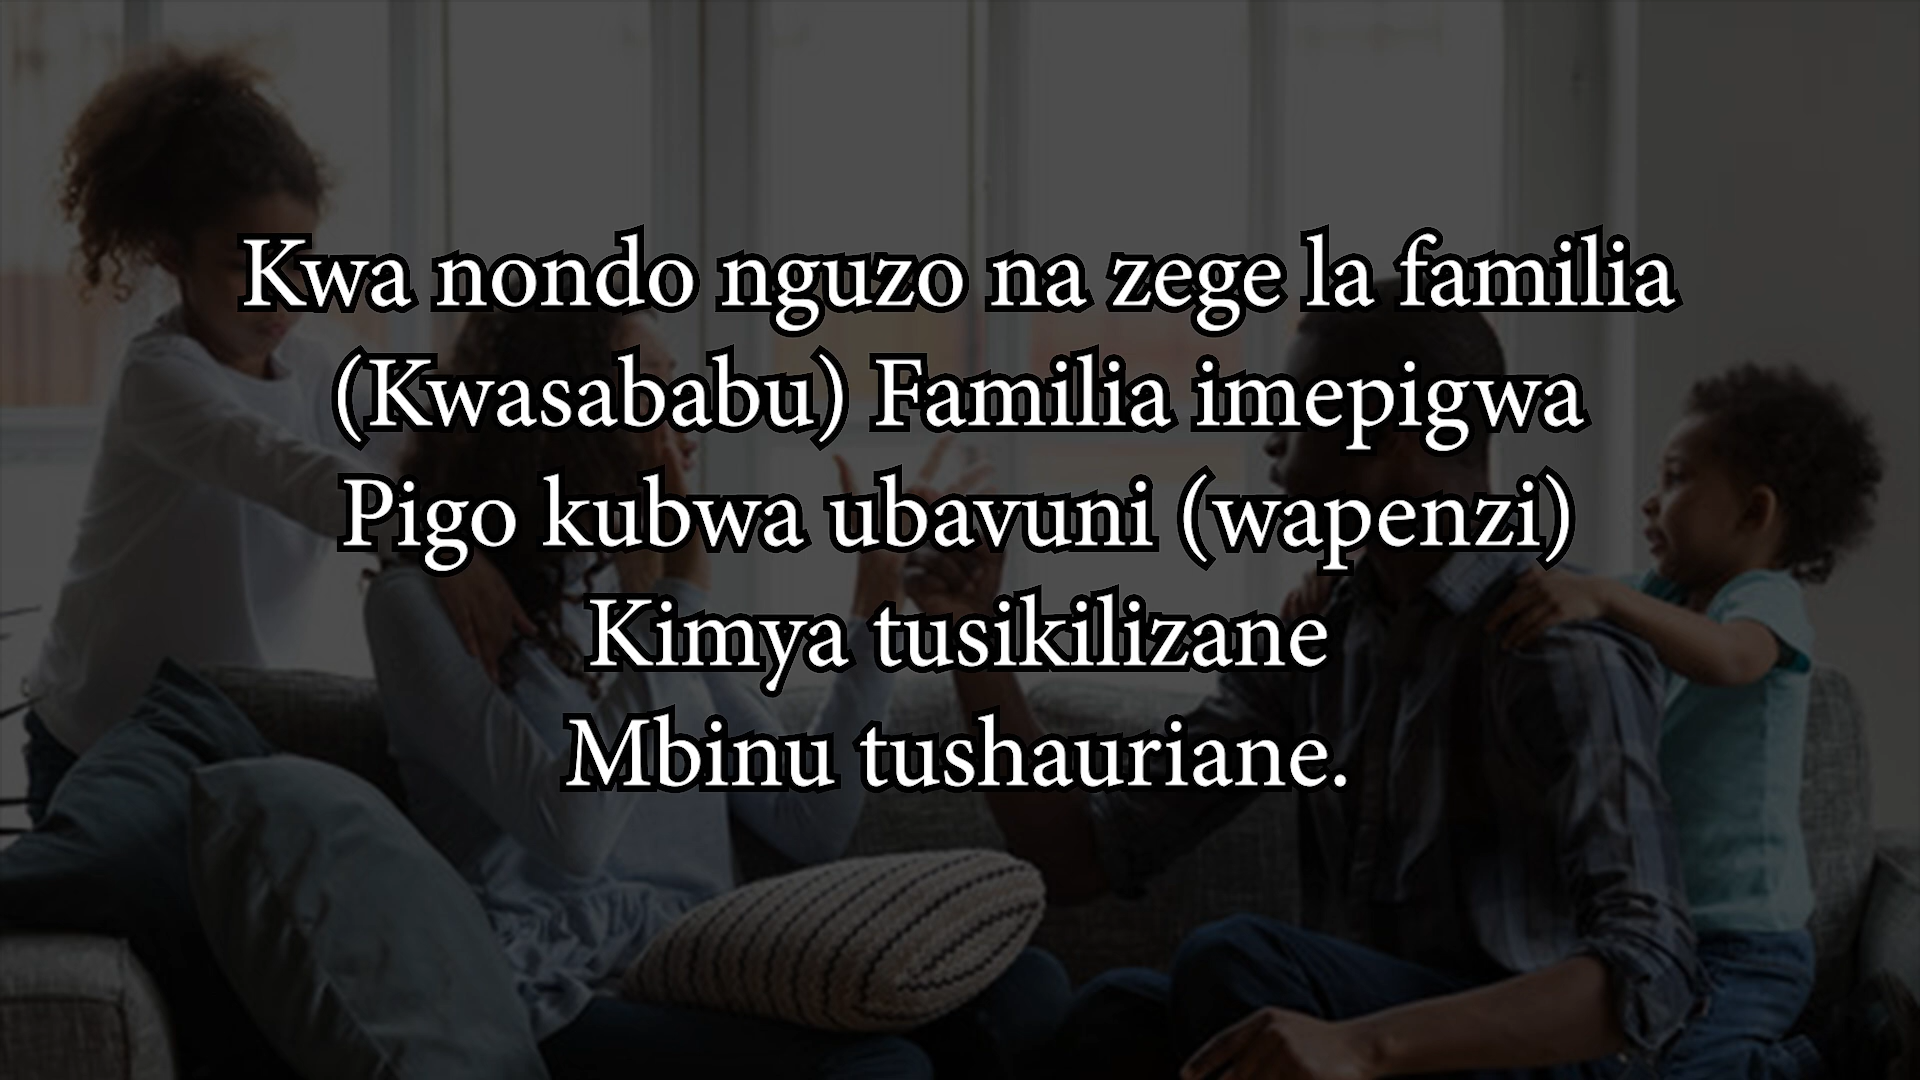 Kwa nondo nguzo na zege la familia
(Kwasababu) Familia imepigwa
Pigo kubwa ubavuni (wapenzi)
Kimya tusikilizane
Mbinu tushauriane.